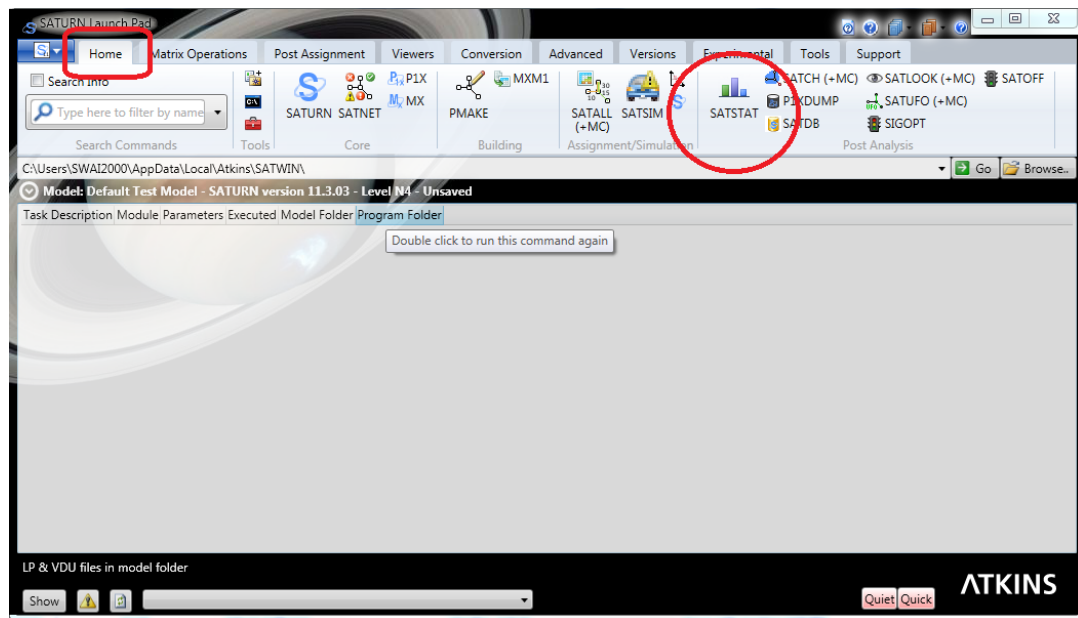 SATURN Launch Pad
Home Matrix Operations Post Assignment Viewers Conversion Advanced Versions Experimental Tools Support
Search Info
Type here to filter by name
SATURN SATNET P1X MX
PMAKE MXM1
SATALL (+MC) SATSIM
SATSTAT
SATCH (+MC) SATLOOK (+MC) SATOFF
P1XDUMP SATUFO (+MC)
SATDB SIGOPT
Search Commands Tools Core Building Assignment/Simulation Post Analysis
C:\Users\SWAI2000\AppData\Local\Atkins\SATWIN\ Go Browse..
Model: Default Test Model - SATURN version 11.3.03 - Level N4 - Unsaved
Task Description Module Parameters Executed Model Folder Program Folder
Double click to run this command again
LP & VDU files in model folder
Show Quiet Quick ATKINS